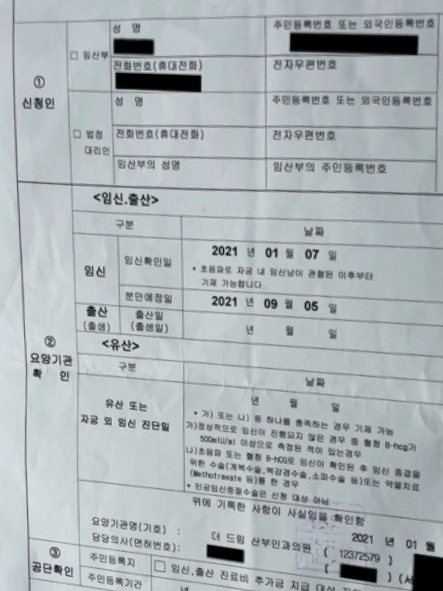 ① 신청인
□ 임산부
성 명
주민등록번호 또는 외국인등록번호
전화번호(휴대전화)
전자우편번호
□ 법정대리인
성 명
주민등록번호 또는 외국인등록번호
전화번호(휴대전화)
전자우편번호
임산부의 성명
임산부의 주민등록번호
② 요양기관 확 인
<임신.출산>
구분
날짜
임신
임신확인일
2021 년 01 월 07 일
* 초음파로 자궁 내 임신낭이 관찰된 이후부터
기재 가능합니다.
분만예정일
2021 년 09 월 05 일
출산
(출생)
출산일
(출생일)
년 월 일
<유산>
구분
날짜
유산 또는
자궁 외 임신 진단일
년 월 일
* 가) 또는 나) 중 하나를 충족하는 경우 기재 가능
가)정상적으로 임신이 진행되지 않은 경우 중 혈청 B-hcg가
500mIU/ml 이상으로 측정된 적이 있는경우
나)초음파 또는 혈청 B-hCG로 임신이 확인된 후 임신 종결을
위한 수술(개복수술,복강경수술,소파수술 등)또는 약물치료
(Methotrexate 등)를 한 경우
* 인공임신중절수술은 신청 대상 아님
위에 기록한 사항이 사실임을 확인함
2021 년 01 월
요양기관명(기호) : 더 드림 산부인과의원 ( 12372579 )
담당의사(면허번호): ( ) (서
③ 공단확인
주민등록지
□ 임신,출산 진료비 추가금 지급 대상
주민등록기간
년